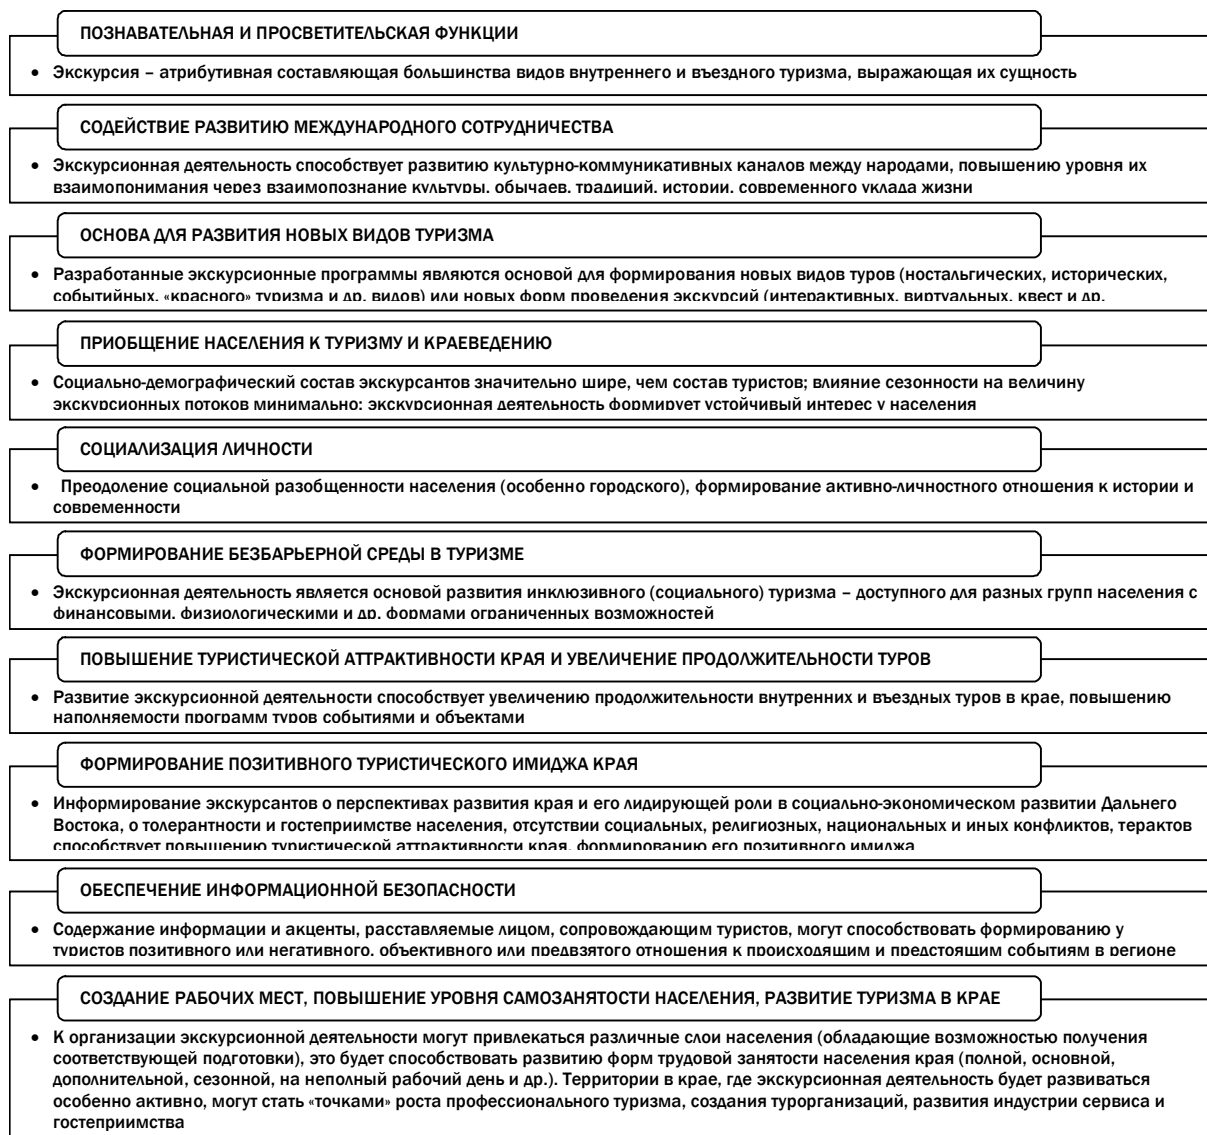 ПОЗНАВАТЕЛЬНАЯ И ПРОСВЕТИТЕЛЬСКАЯ ФУНКЦИИ
• Экскурсия – атрибутивная составляющая большинства видов внутреннего и въездного туризма, выражающая их сущность
СОДЕЙСТВИЕ РАЗВИТИЮ МЕЖДУНАРОДНОГО СОТРУДНИЧЕСТВА
• Экскурсионная деятельность способствует развитию культурно-коммуникативных каналов между народами, повышению уровня их
взаимопонимания через взаимопознание культуры, обычаев, традиций, истории, современного уклада жизни
ОСНОВА ДЛЯ РАЗВИТИЯ НОВЫХ ВИДОВ ТУРИЗМА
• Разработанные экскурсионные программы являются основой для формирования новых видов туров (ностальгических, исторических,
событийных, «красного» туризма и др. видов) или новых форм проведения экскурсий (интерактивных, виртуальных, квест и др.
ПРИОБЩЕНИЕ НАСЕЛЕНИЯ К ТУРИЗМУ И КРАЕВЕДЕНИЮ
• Социально-демографический состав экскурсантов значительно шире, чем состав туристов; влияние сезонности на величину
экскурсионных потоков минимально; экскурсионная деятельность формирует устойчивый интерес у населения
СОЦИАЛИЗАЦИЯ ЛИЧНОСТИ
• Преодоление социальной разобщенности населения (особенно городского), формирование активно-личностного отношения к истории и
современности
ФОРМИРОВАНИЕ БЕЗБАРЬЕРНОЙ СРЕДЫ В ТУРИЗМЕ
• Экскурсионная деятельность является основой развития инклюзивного (социального) туризма – доступного для разных групп населения с
финансовыми, физиологическими и др. формами ограниченных возможностей
ПОВЫШЕНИЕ ТУРИСТИЧЕСКОЙ АТТРАКТИВНОСТИ КРАЯ И УВЕЛИЧЕНИЕ ПРОДОЛЖИТЕЛЬНОСТИ ТУРОВ
• Развитие экскурсионной деятельности способствует увеличению продолжительности внутренних и въездных туров в крае, повышению
наполняемости программ туров событиями и объектами
ФОРМИРОВАНИЕ ПОЗИТИВНОГО ТУРИСТИЧЕСКОГО ИМИДЖА КРАЯ
• Информирование экскурсантов о перспективах развития края и его лидирующей роли в социально-экономическом развитии Дальнего
Востока, о толерантности и гостеприимстве населения, отсутствии социальных, религиозных, национальных и иных конфликтов, терактов
способствует повышению туристической аттрактивности края, формированию его позитивного имиджа
ОБЕСПЕЧЕНИЕ ИНФОРМАЦИОННОЙ БЕЗОПАСНОСТИ
• Содержание информации и акценты, расставляемые лицом, сопровождающим туристов, могут способствовать формированию у
туристов позитивного или негативного, объективного или предвзятого отношения к происходящим и предстоящим событиям в регионе
СОЗДАНИЕ РАБОЧИХ МЕСТ, ПОВЫШЕНИЕ УРОВНЯ САМОЗАНЯТОСТИ НАСЕЛЕНИЯ, РАЗВИТИЕ ТУРИЗМА В КРАЕ
• К организации экскурсионной деятельности могут привлекаться различные слои населения (обладающие возможностью получения
соответствующей подготовки), это будет способствовать развитию форм трудовой занятости населения края (полной, основной,
дополнительной, сезонной, на неполный рабочий день и др.). Территории в крае, где экскурсионная деятельность будет развиваться
особенно активно, могут стать «точками» роста профессионального туризма, создания турорганизаций, развития индустрии сервиса и
гостеприимства